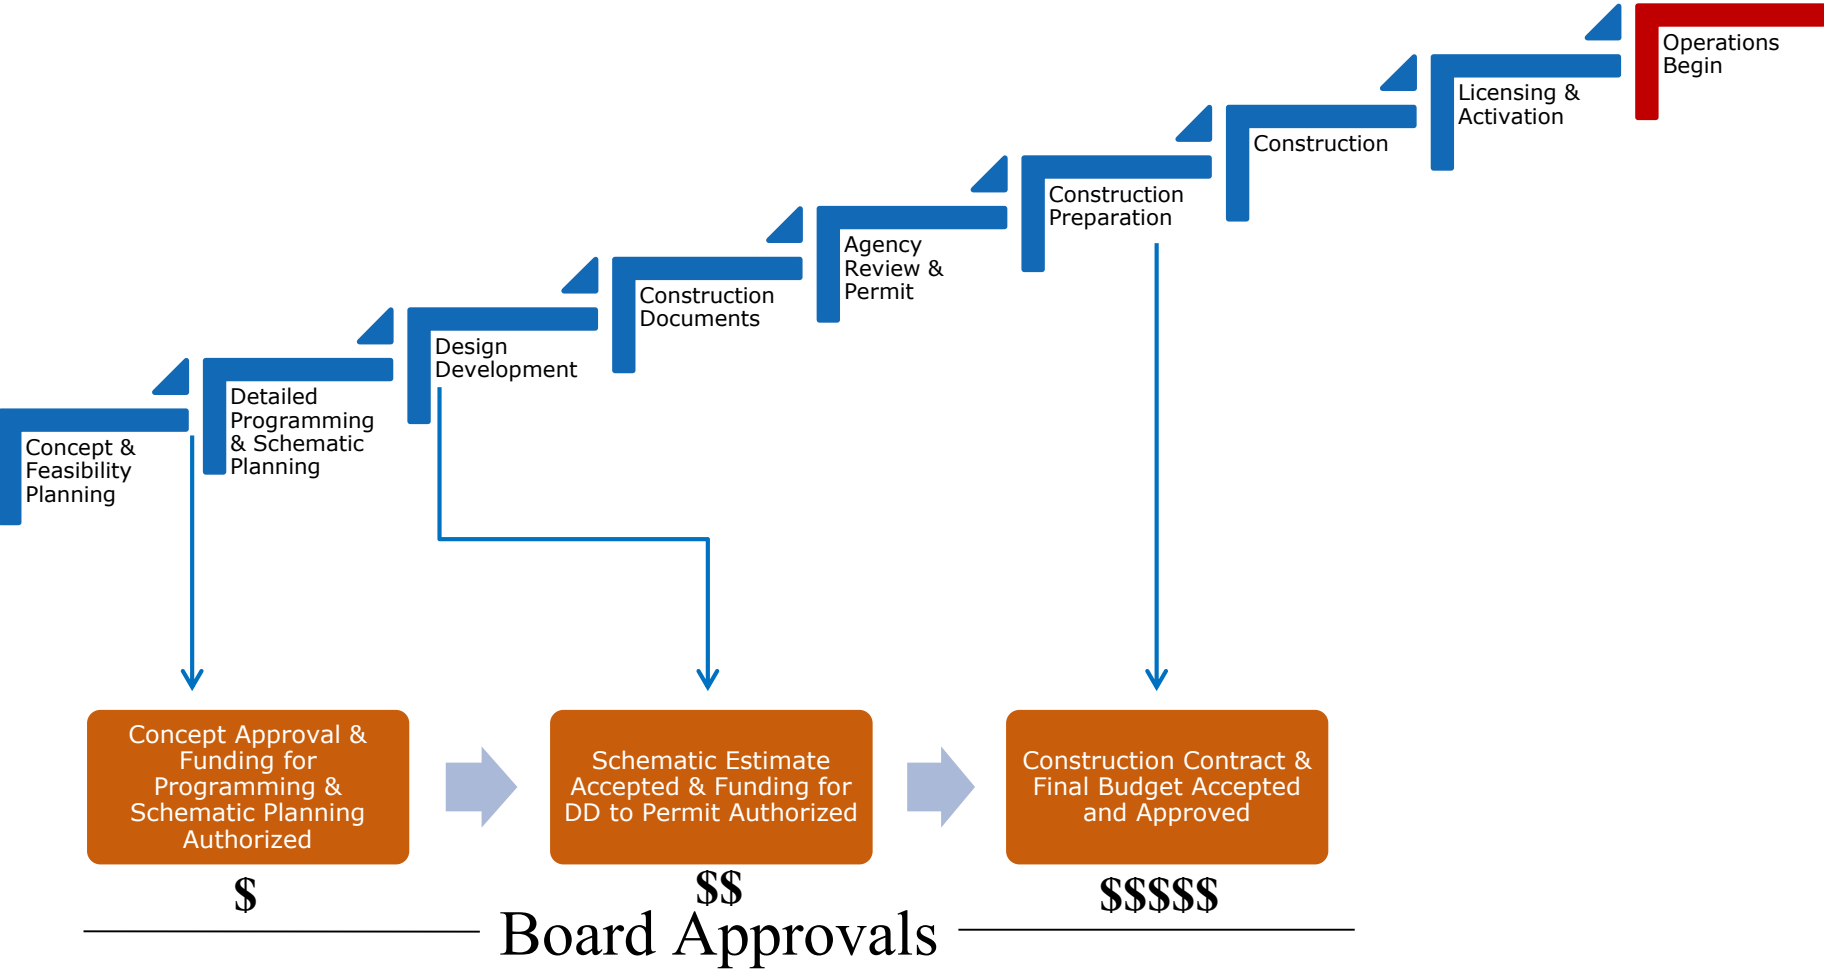 Concept &
Feasibility
Planning
Detailed
Programming
& Schematic
Planning
Design
Development
Construction
Documents
Agency
Review &
Permit
Construction
Preparation
Construction
Licensing &
Activation
Operations
Begin
Concept Approval &
Funding for
Programming &
Schematic Planning
Authorized
$
Schematic Estimate
Accepted & Funding for
DD to Permit Authorized
$$
Construction Contract &
Final Budget Accepted
and Approved
$$$$$
Board Approvals